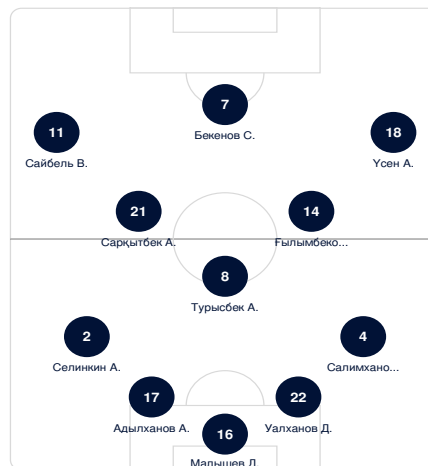 7
Бекенов С.
11
Сайбель В.
18
Үсен А.
21
Сарқытбек А.
14
Ғылымбеко...
8
Турысбек А.
2
Селинкин А.
4
Салимхано...
17
Адылханов А.
22
Уалханов Д.
16
Малышев Д.